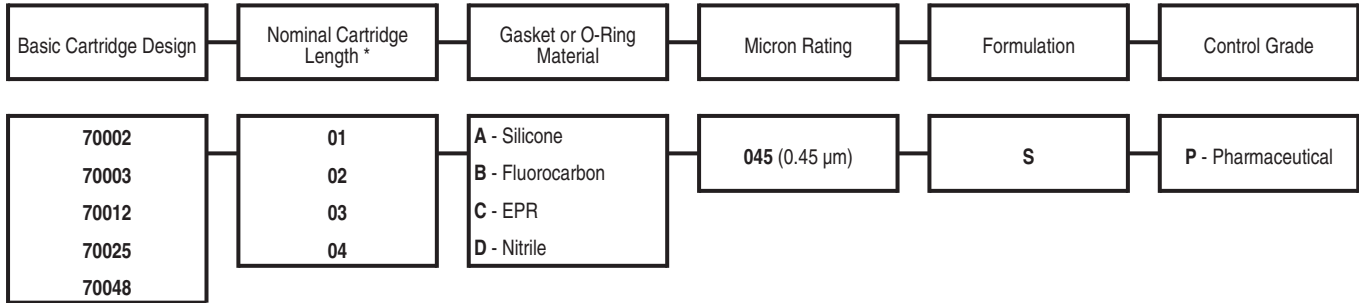 Basic Cartridge Design
Nominal Cartridge
Length *
Gasket or O-Ring
Material
Micron Rating
Formulation
Control Grade
70002
70003
70012
70025
70048
01
02
03
04
A - Silicone
B - Fluorocarbon
C - EPR
D - Nitrile
045 (0.45 µm)
S
P - Pharmaceutical